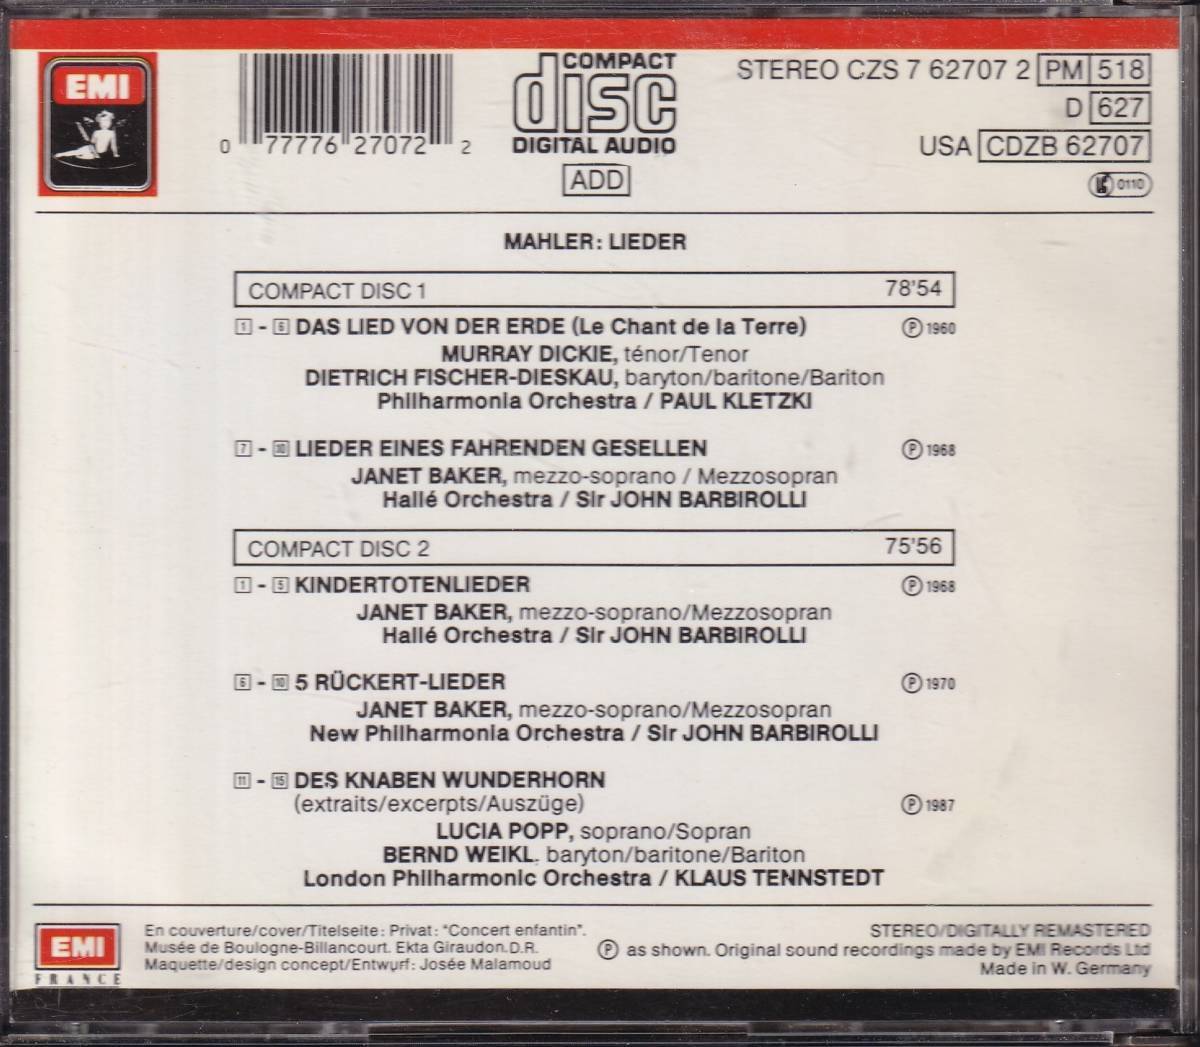 EMI
0 77776 27072 2
COMPACT
disc
DIGITAL AUDIO
ADD
STEREO CZS 7 62707 2 PM 518
D 627
USA CDZB 62707
0110
MAHLER: LIEDER
COMPACT DISC 1 78'54
1 - 6 DAS LIED VON DER ERDE (Le Chant de la Terre) Ⓟ 1960
MURRAY DICKIE, ténor/Tenor
DIETRICH FISCHER-DIESKAU, baryton/baritone/Bariton
Philharmonia Orchestra / PAUL KLETZKI
7 - 10 LIEDER EINES FAHRENDEN GESELLEN Ⓟ 1968
JANET BAKER, mezzo-soprano / Mezzosopran
Hallé Orchestra / Sir JOHN BARBIROLLI
COMPACT DISC 2 75'56
1 - 5 KINDERTOTENLIEDER Ⓟ 1968
JANET BAKER, mezzo-soprano/Mezzosopran
Hallé Orchestra / Sir JOHN BARBIROLLI
6 - 10 5 RÜCKERT-LIEDER Ⓟ 1970
JANET BAKER, mezzo-soprano/Mezzosopran
New Philharmonia Orchestra / Sir JOHN BARBIROLLI
11 - 15 DES KNABEN WUNDERHORN
(extraits/excerpts/Auszüge) Ⓟ 1987
LUCIA POPP, soprano/Sopran
BERND WEIKL, baryton/baritone/Bariton
London Philharmonic Orchestra / KLAUS TENNSTEDT
EMI
FRANCE
En couverture/cover/Titelseite: Privat: "Concert enfantin".
Musée de Boulogne-Billancourt. Ekta Giraudon.D.R.
Maquette/design concept/Entwurf: Josée Malamoud
STEREO/DIGITALLY REMASTERED
Ⓟ as shown. Original sound recordings made by EMI Records Ltd
Made in W. Germany